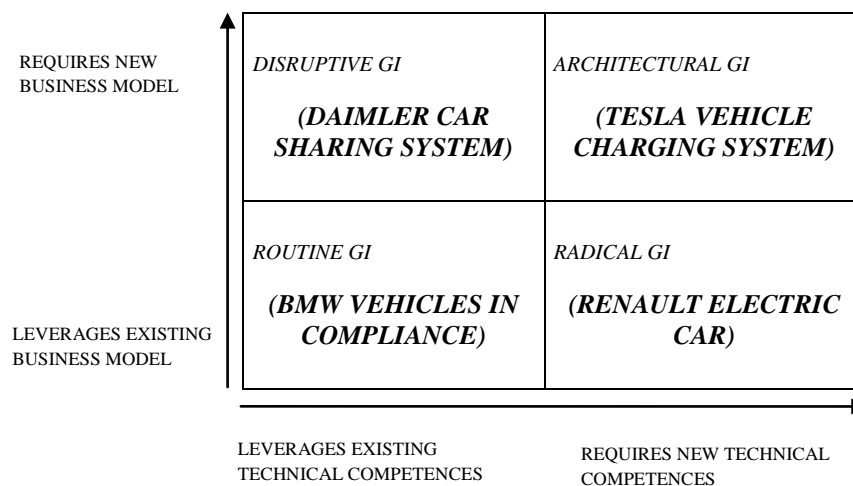 REQUIRES NEW
BUSINESS MODEL
DISRUPTIVE GI
(DAIMLER CAR
SHARING SYSTEM)
ARCHITECTURAL GI
(TESLA VEHICLE
CHARGING SYSTEM)
ROUTINE GI
(BMW VEHICLES IN
COMPLIANCE)
RADICAL GI
(RENAULT ELECTRIC
CAR)
LEVERAGES EXISTING
BUSINESS MODEL
LEVERAGES EXISTING
TECHNICAL COMPETENCES
REQUIRES NEW TECHNICAL
COMPETENCES